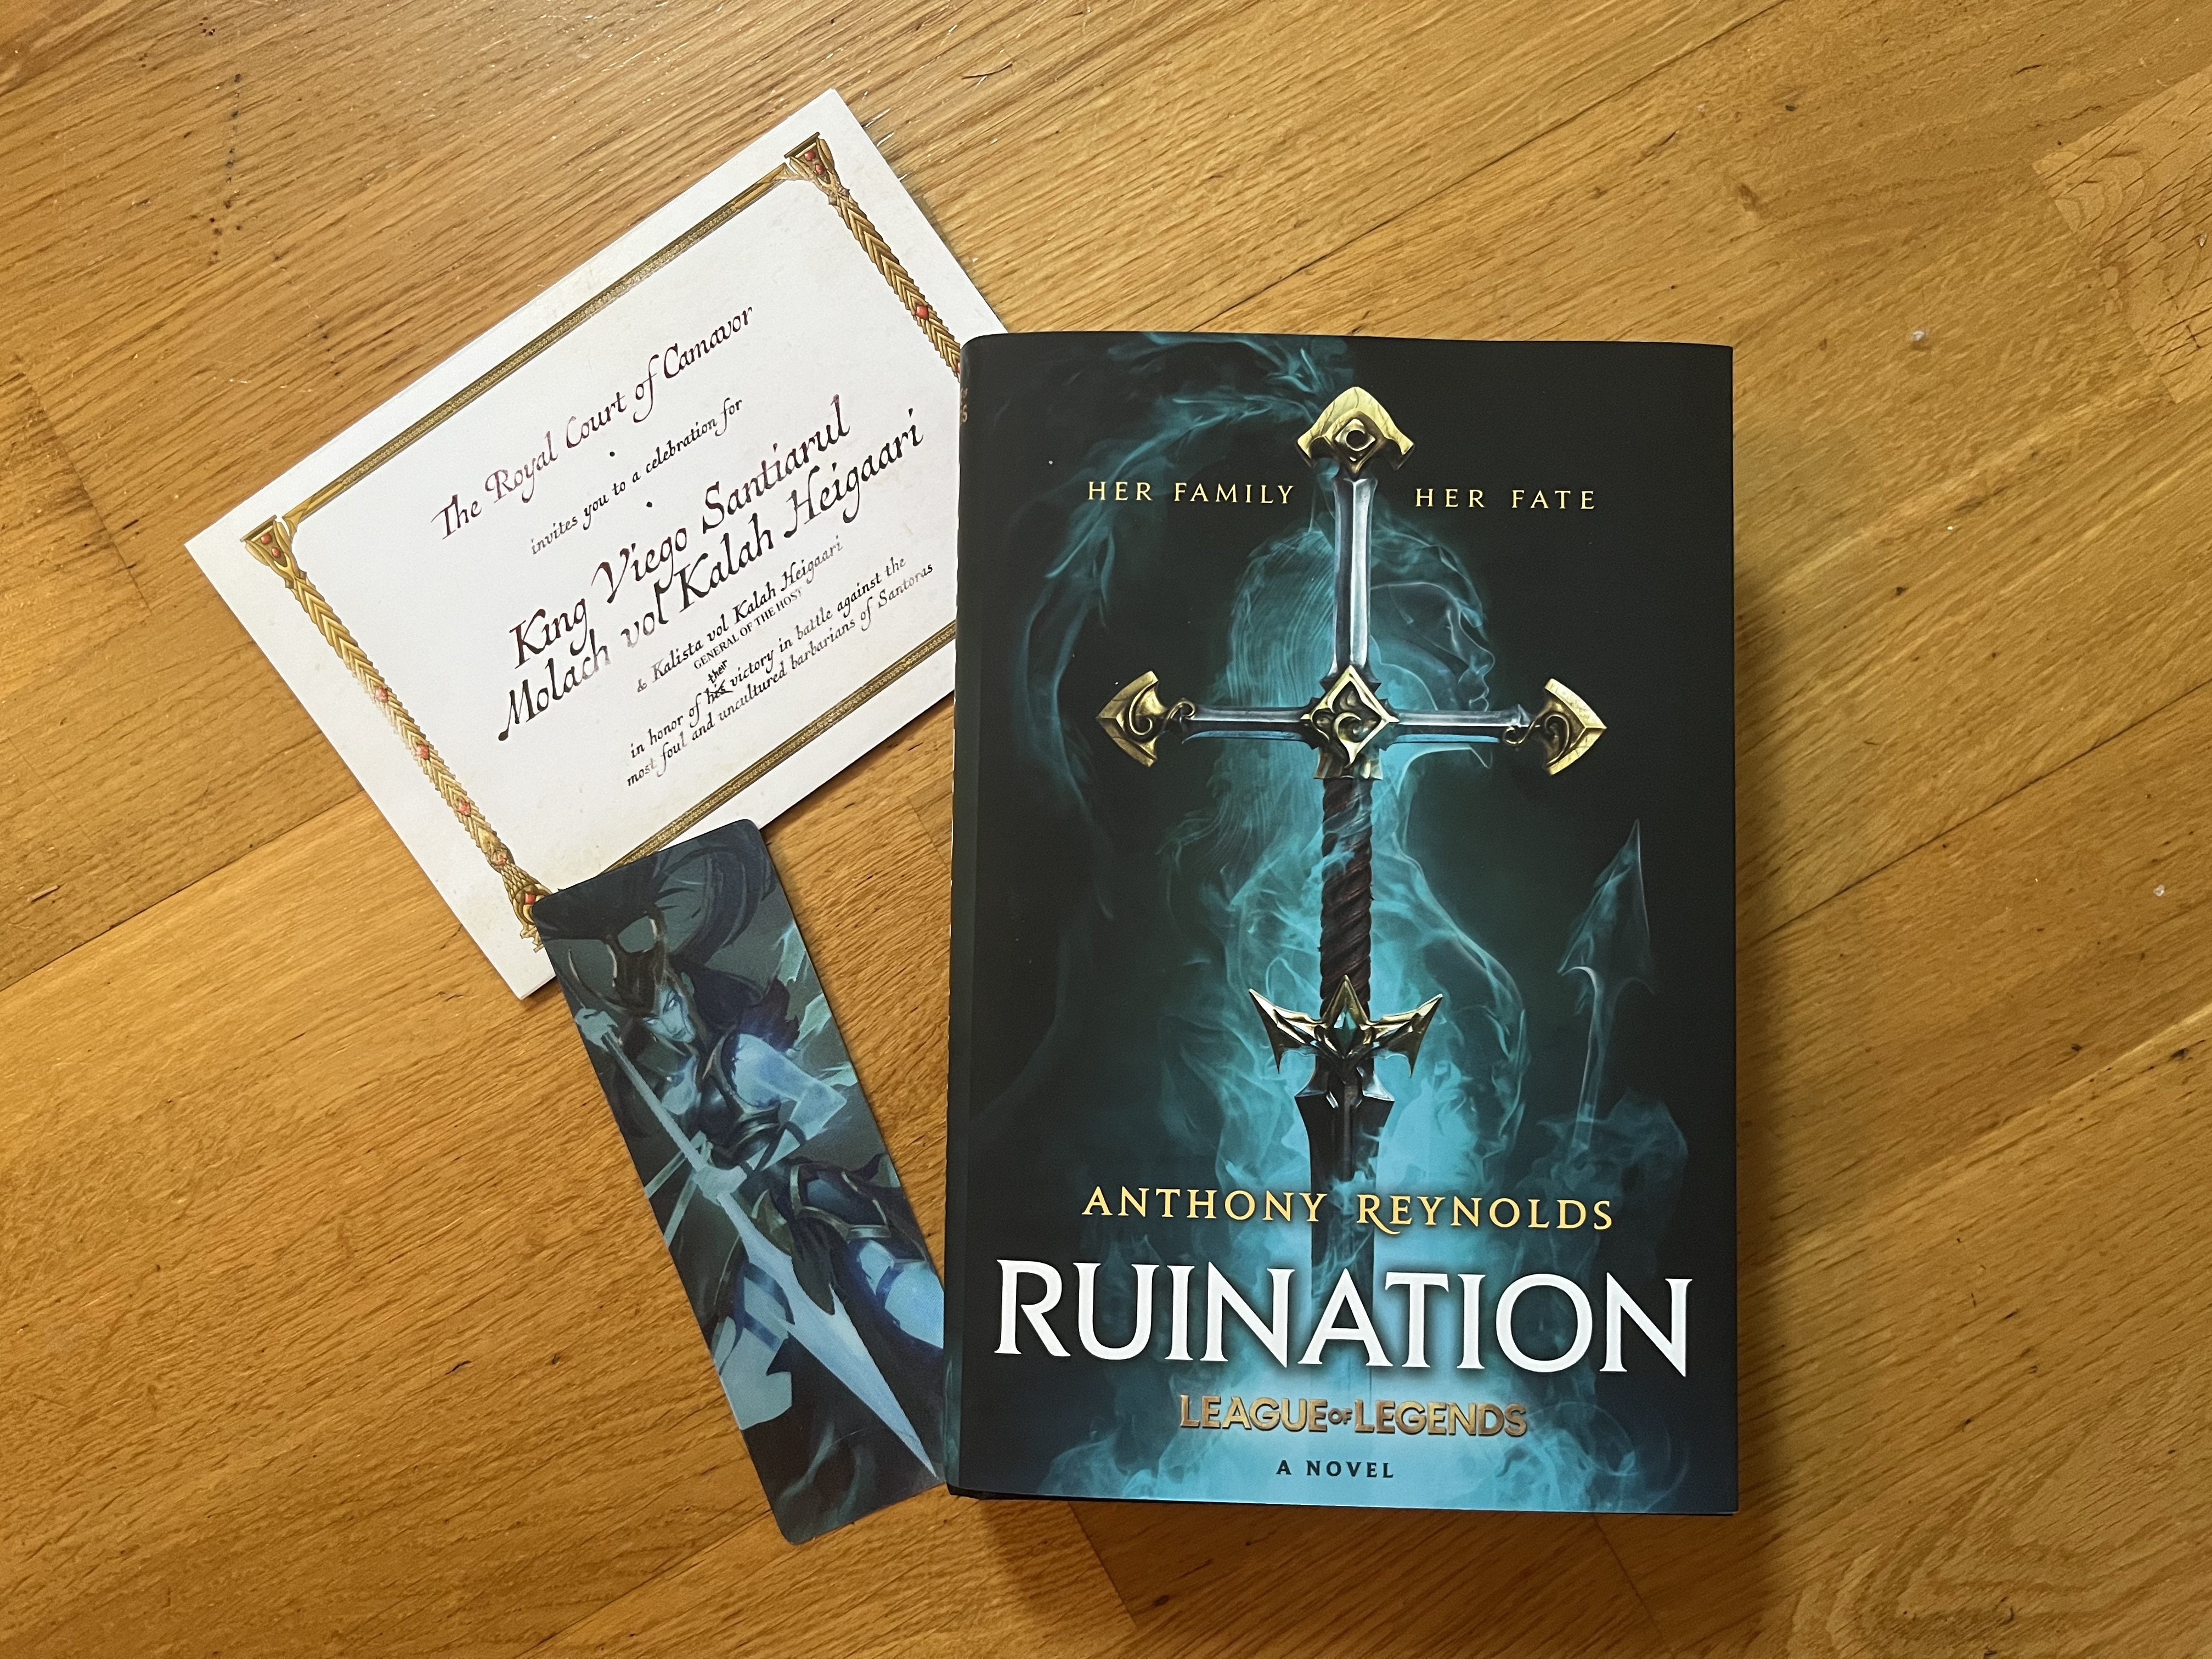 The Royal Court of Camavor
invites you to a celebration for
King Viego Santiarul
Molach vol Kalah Heigaari
& Kalista vol Kalah Heigaari
GENERAL OF THE HOST
their
in honor of his victory in battle against the
most foul and uncultured barbarians of Santoras
HER FAMILY HER FATE
ANTHONY REYNOLDS
RUINATION
LEAGUE OF LEGENDS
A NOVEL